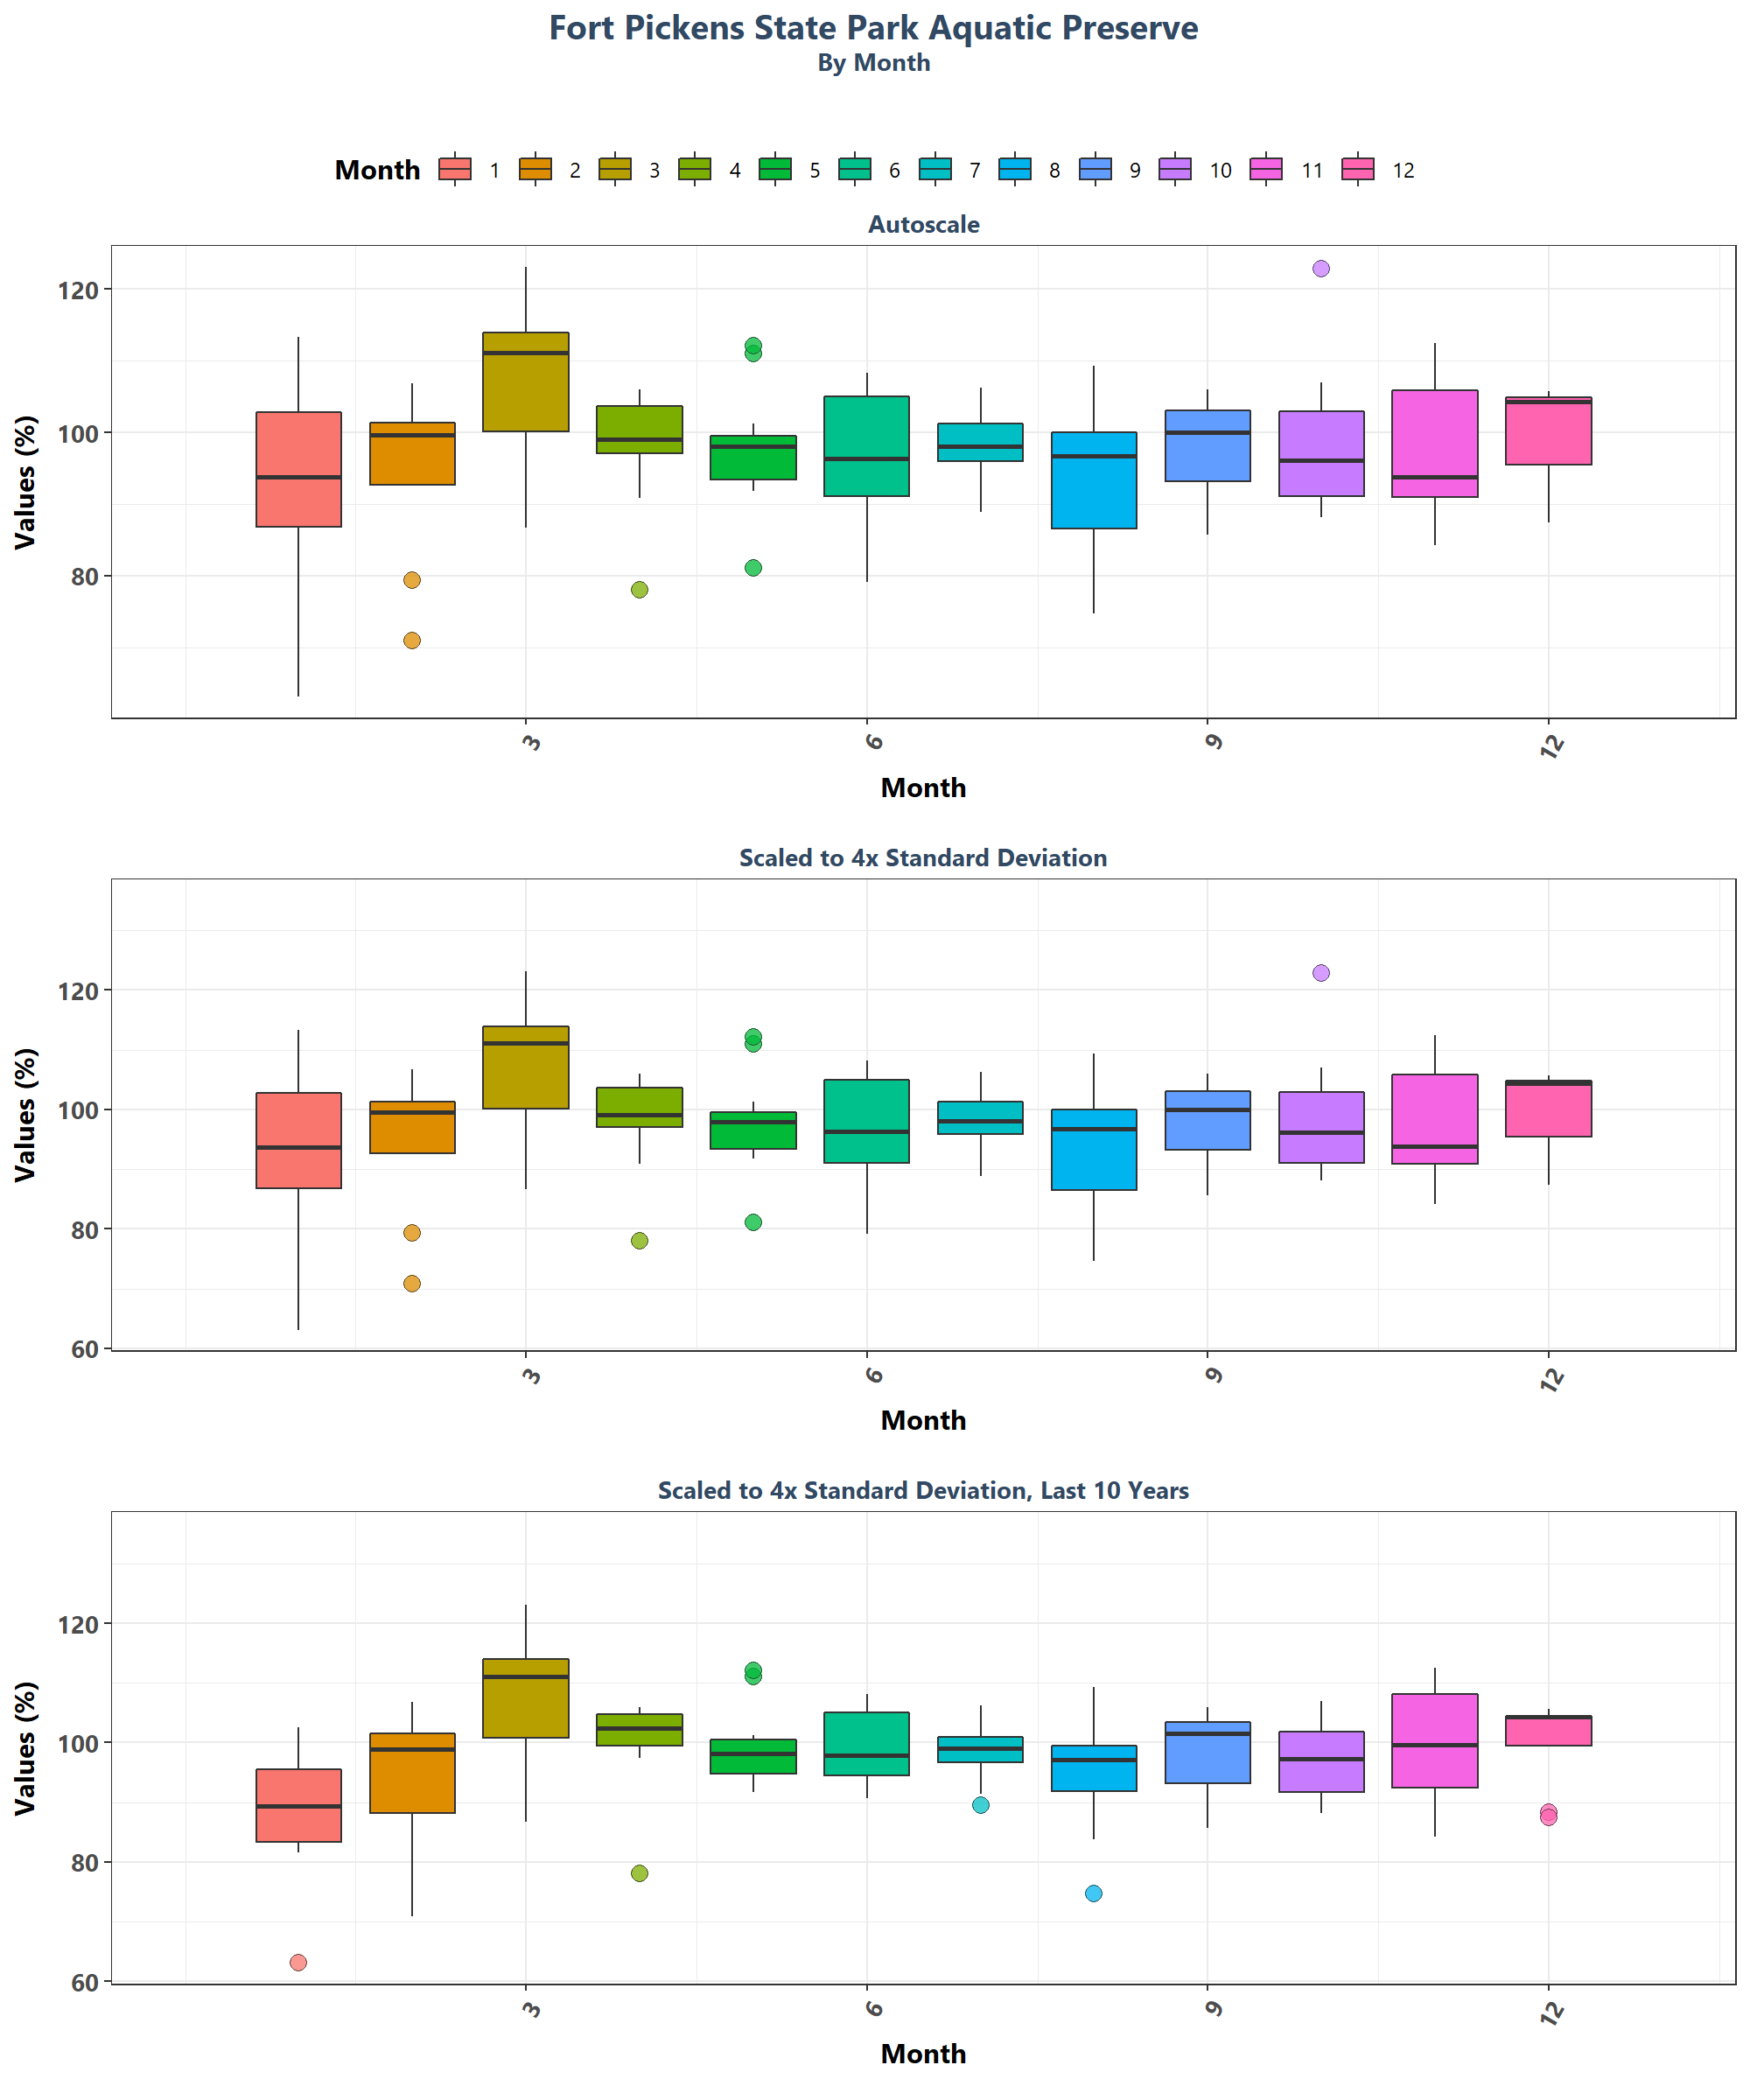 Fort Pickens State Park Aquatic Preserve
By Month
Month 1 2 3 4 5 6 7 8 9 10 11 12
Autoscale
Values (%)
120
100
80
3 6 9 12
Month
Scaled to 4x Standard Deviation
Values (%)
120
100
80
60
3 6 9 12
Month
Scaled to 4x Standard Deviation, Last 10 Years
Values (%)
120
100
80
60
3 6 9 12
Month